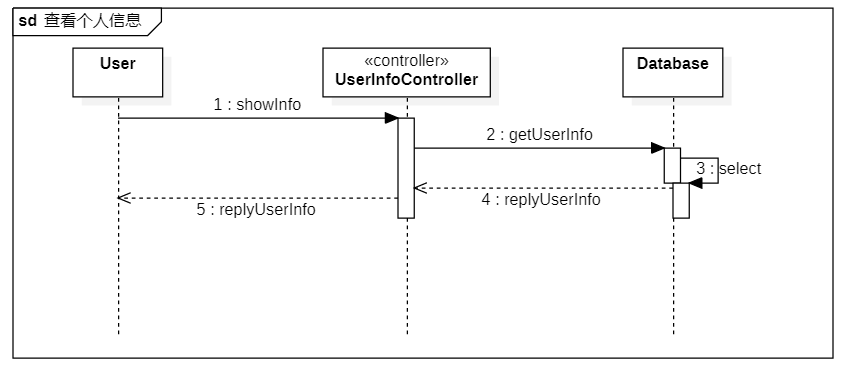 sd 查看个人信息
User
«controller»
UserInfoController
Database
1 : showInfo
2 : getUserInfo
3 : select
4 : replyUserInfo
5 : replyUserInfo